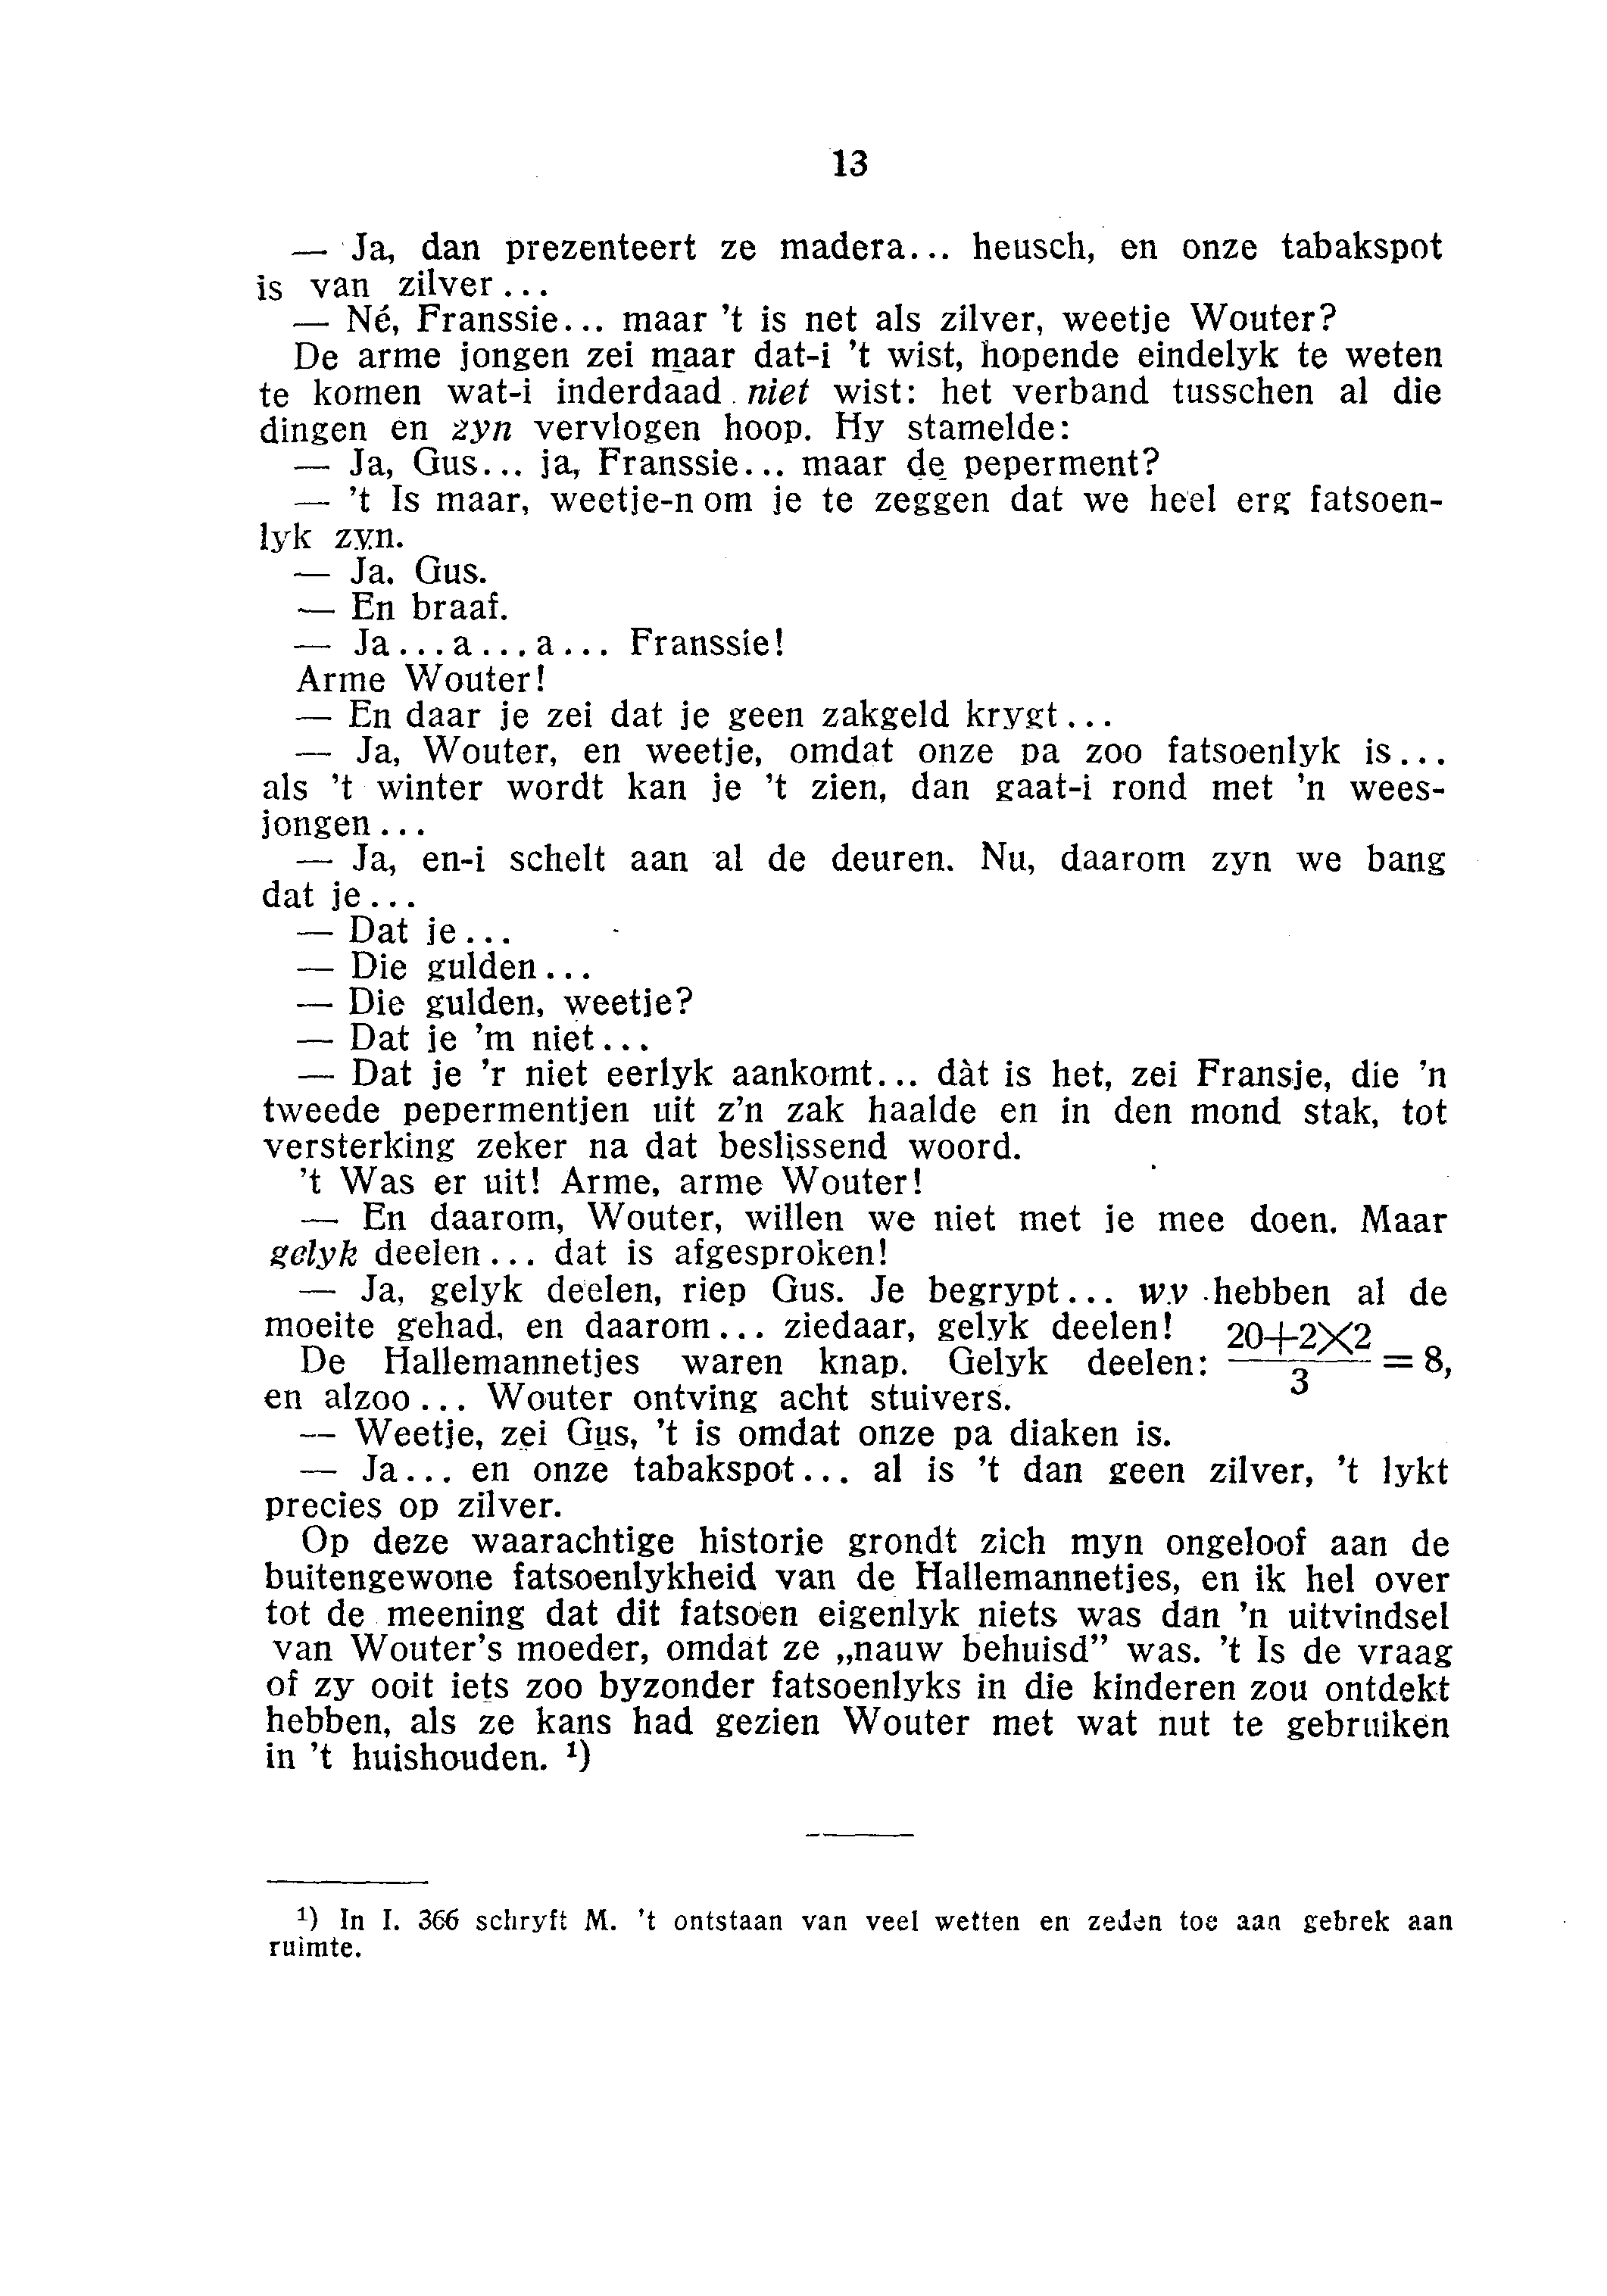 13
— Ja, dan prezenteert ze madera... heusch, en onze tabakspot
is van zilver...
— Né, Franssie... maar 't is net als zilver, weetje Wouter?
De arme jongen zei maar dat-i 't wist, hopende eindelyk te weten
te komen wat-i inderdaad niet wist: het verband tusschen al die
dingen en zyn vervlogen hoop. Hy stamelde:
— Ja, Gus... ja, Franssie... maar de peperment?
— 't Is maar, weetje-n om je te zeggen dat we heel erg fatsoen-
lyk zyn.
— Ja. Gus.
— En braaf.
— Ja...a...a... Franssie!
Arme Wouter!
— En daar je zei dat je geen zakgeld krygt...
— Ja, Wouter, en weetje, omdat onze pa zoo fatsoenlyk is...
als 't winter wordt kan je 't zien, dan gaat-i rond met 'n wees-
jongen...
— Ja, en-i schelt aan al de deuren. Nu, daarom zyn we bang
dat je...
— Dat je...
— Die gulden...
— Die gulden, weetje?
— Dat je 'm niet...
— Dat je 'r niet eerlyk aankomt... dàt is het, zei Fransje, die 'n
tweede pepermentjen uit z'n zak haalde en in den mond stak, tot
versterking zeker na dat beslissend woord.
't Was er uit! Arme, arme Wouter!
— En daarom, Wouter, willen we niet met je mee doen. Maar
gelyk deelen... dat is afgesproken!
— Ja, gelyk deelen, riep Gus. Je begrypt... wy hebben al de
moeite gehad, en daarom... ziedaar, gelyk deelen!
De Hallemannetjes waren knap. Gelyk deelen: 20+2×2/3 = 8,
en alzoo... Wouter ontving acht stuivers.
— Weetje, zei Gus, 't is omdat onze pa diaken is.
— Ja... en onze tabakspot... al is 't dan geen zilver, 't lykt
precies op zilver.
Op deze waarachtige historie grondt zich myn ongeloof aan de
buitengewone fatsoenlykheid van de Hallemannetjes, en ik hel over
tot de meening dat dit fatsoen eigenlyk niets was dan 'n uitvindsel
van Wouter's moeder, omdat ze „nauw behuisd” was. 't Is de vraag
of zy ooit iets zoo byzonder fatsoenlyks in die kinderen zou ontdekt
hebben, als ze kans had gezien Wouter met wat nut te gebruiken
in 't huishouden. ¹)
¹) In I. 366 schryft M. 't ontstaan van veel wetten en zeden toe aan gebrek aan
ruimte.